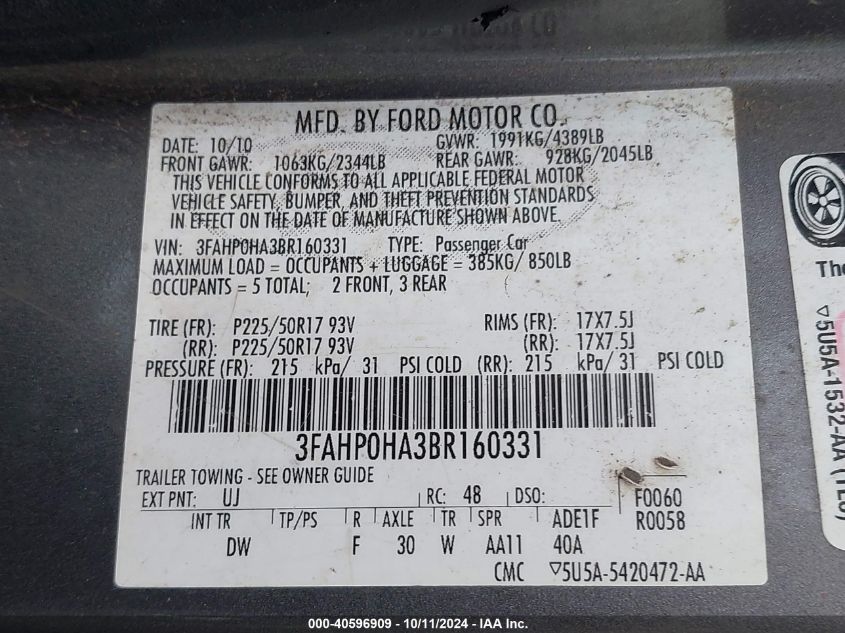 MFD. BY FORD MOTOR CO.
DATE: 10/10 GVWR: 1991KG/4389LB
FRONT GAWR: 1063KG/2344LB REAR GAWR: 928KG/2045LB
THIS VEHICLE CONFORMS TO ALL APPLICABLE FEDERAL MOTOR
VEHICLE SAFETY, BUMPER, AND THEFT PREVENTION STANDARDS
IN EFFECT ON THE DATE OF MANUFACTURE SHOWN ABOVE.
VIN: 3FAHP0HA3BR160331 TYPE: Passenger Car
MAXIMUM LOAD = OCCUPANTS + LUGGAGE = 385KG/ 850LB
OCCUPANTS = 5 TOTAL; 2 FRONT, 3 REAR
TIRE (FR): P225/50R17 93V RIMS (FR): 17X7.5J
(RR): P225/50R17 93V (RR): 17X7.5J
PRESSURE (FR): 215 kPa/ 31 PSI COLD (RR): 215 kPa/ 31 PSI COLD
3FAHP0HA3BR160331
TRAILER TOWING - SEE OWNER GUIDE
EXT PNT: UJ RC: 48 DSO: F0060
INT TR TP/PS R AXLE TR SPR ADE1F R0058
DW F 30 W AA11 40A
CMC ▽5U5A-5420472-AA
The
▽5U5A-1532-AA
000-40596909 - 10/11/2024 - IAA Inc.